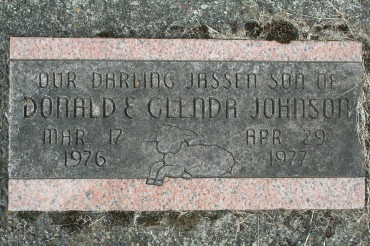 OUR DARLING JASSEN SON OF
DONALD & GLENDA JOHNSON
MAR 17 APR 29
1976 1977